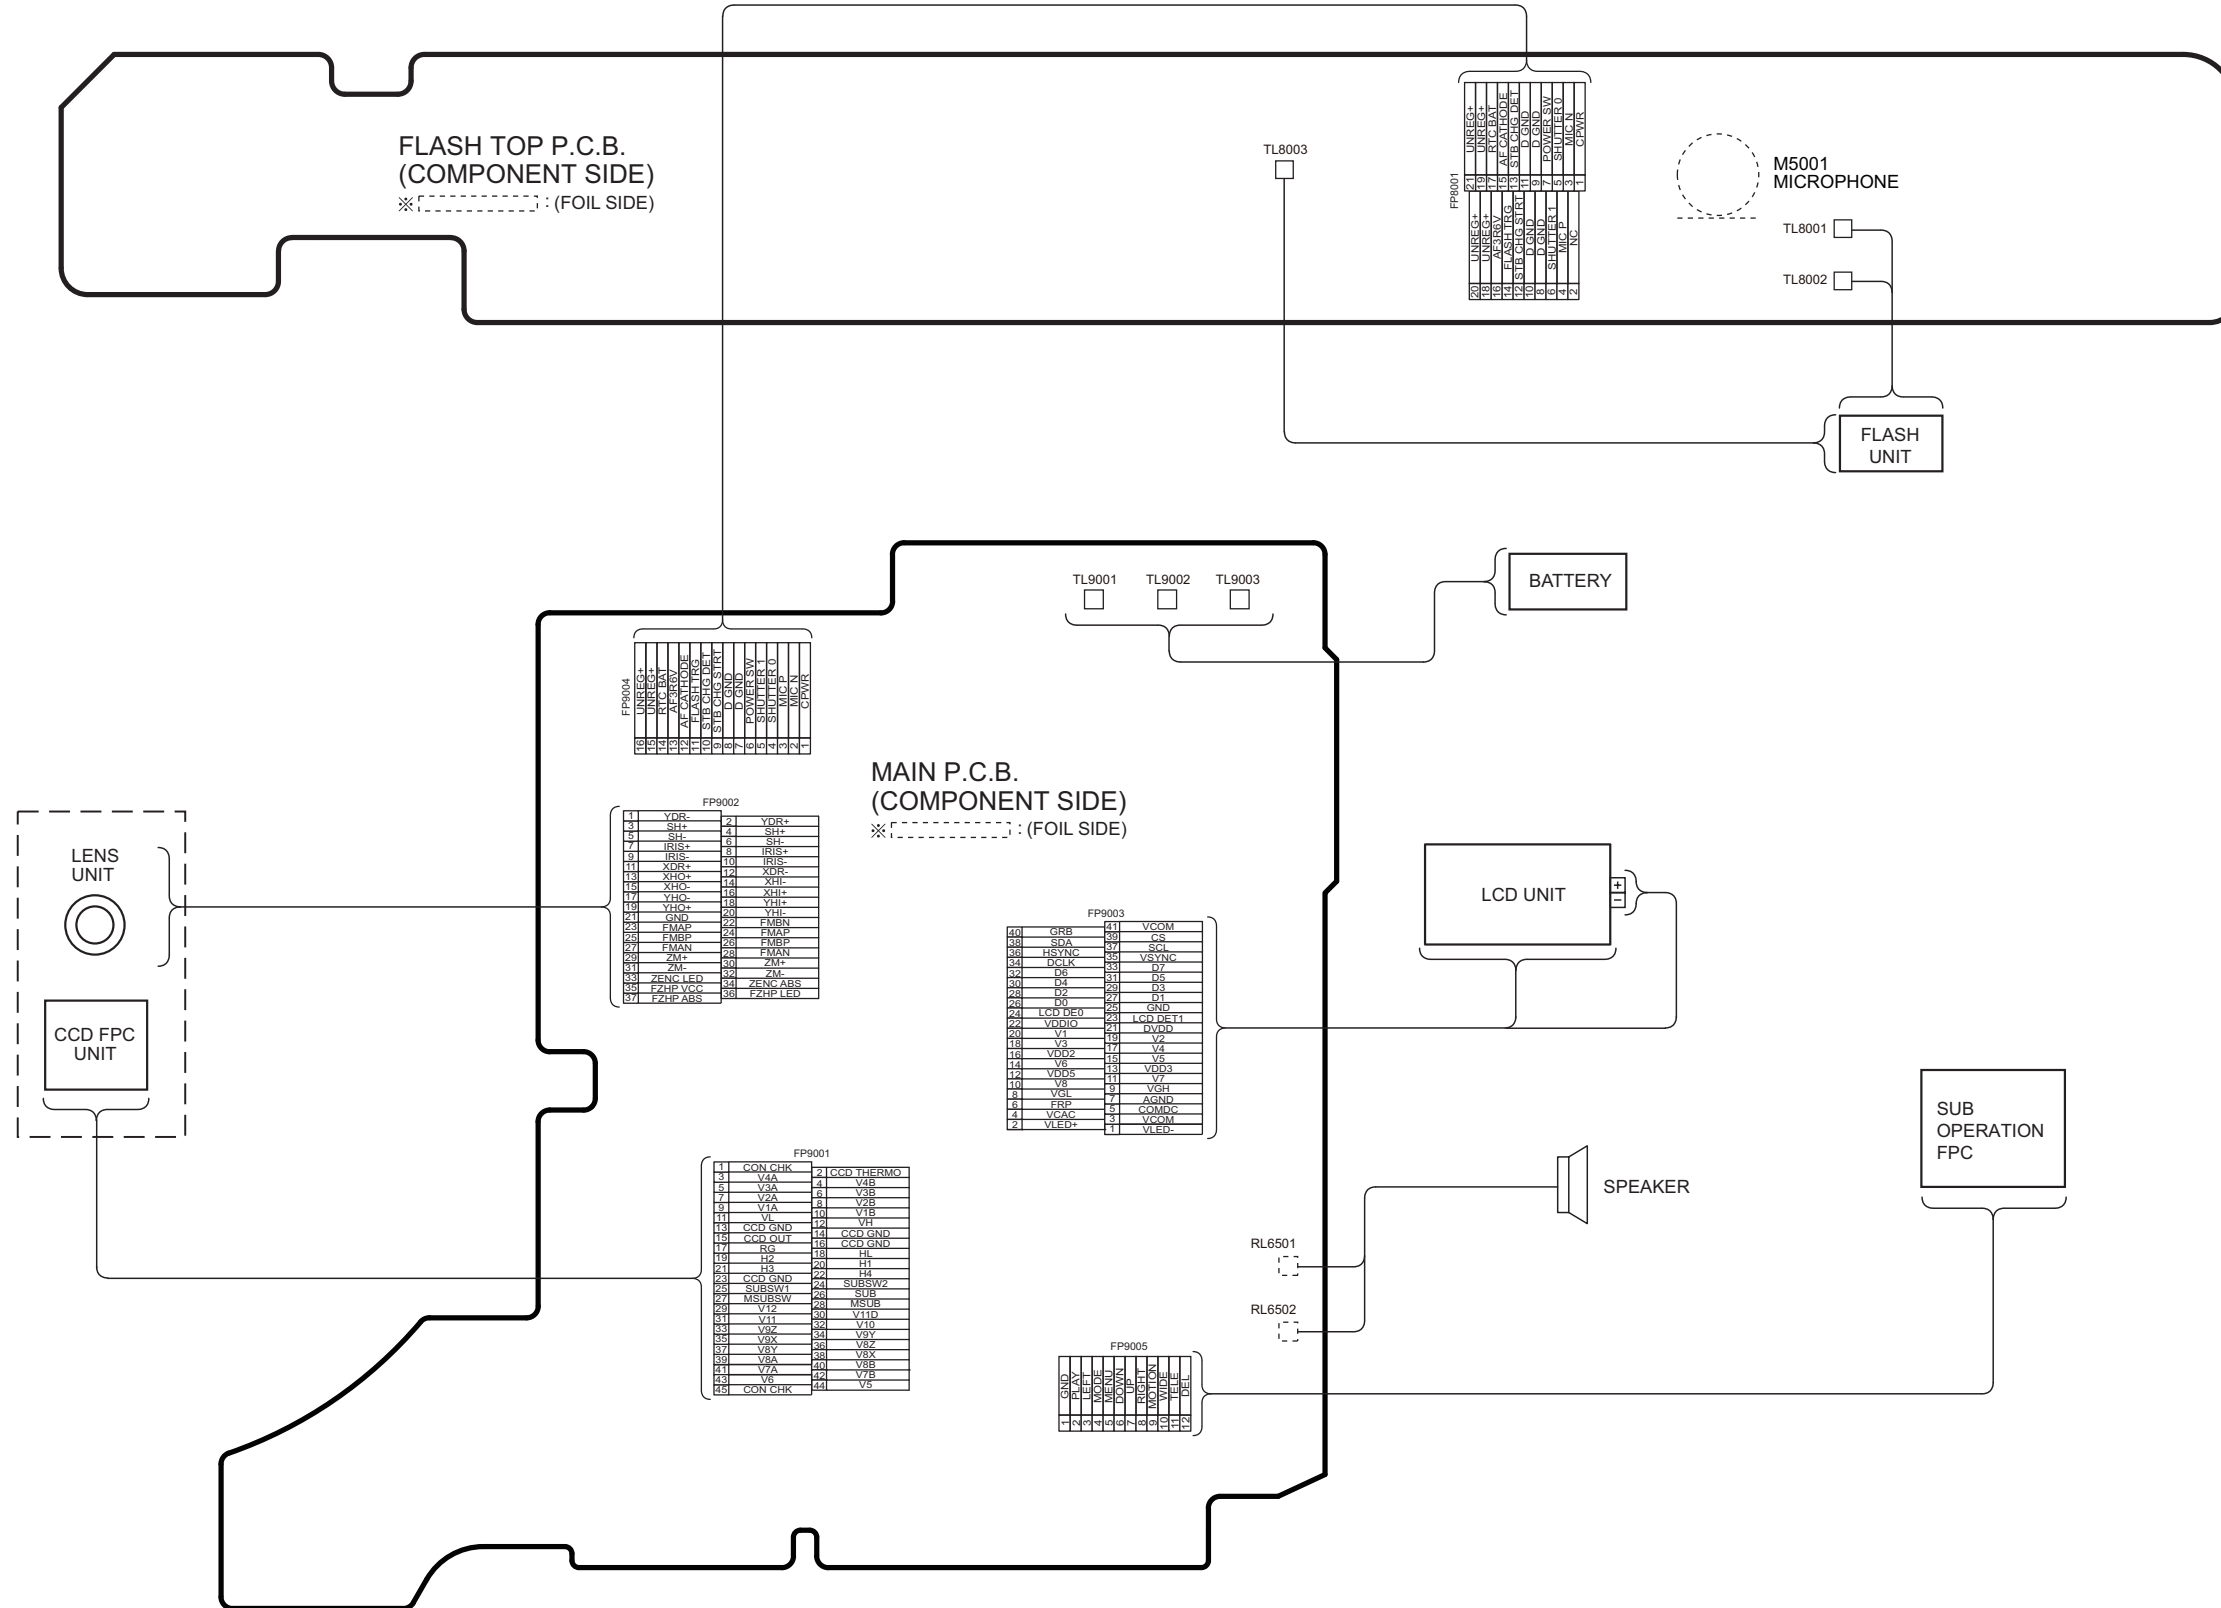 FLASH TOP P.C.B.
(COMPONENT SIDE)
※ : (FOIL SIDE)
TL8003
FP8001
21 UNREG+
19 UNREG+
17 RTC BAT
15 AF CATHODE
13 STB CHG DET
11 D GND
9 D GND
7 POWER SW
5 SHUTTER 0
3 MIC N
1 CPWR
20 UNREG+
18 UNREG+
16 AF3R6V
14 FLASH TRG
12 STB CHG STRT
10 D GND
8 D GND
6 SHUTTER 1
4 MIC P
2 NC
M5001
MICROPHONE
TL8001
TL8002
FLASH
UNIT
TL9001 TL9002 TL9003
BATTERY
FP9004
16 UNREG+
15 UNREG+
14 RTC BAT
13 AF3R6V
12 AF CATHODE
11 FLASH TRG
10 STB CHG DET
9 STB CHG STRT
8 D GND
7 D GND
6 POWER SW
5 SHUTTER 1
4 SHUTTER 0
3 MIC P
2 MIC N
1 CPWR
MAIN P.C.B.
(COMPONENT SIDE)
※ : (FOIL SIDE)
LENS
UNIT
CCD FPC
UNIT
FP9002
1 YDR-
3 SH+
5 SH-
7 IRIS+
9 IRIS-
11 XDR+
13 XHO+
15 XHO-
17 YHO-
19 YHO+
21 GND
23 FMAP
25 FMBP
27 FMAN
29 ZM+
31 ZM-
33 ZENC LED
35 FZHP VCC
37 FZHP ABS
2 YDR+
4 SH+
6 SH-
8 IRIS+
10 IRIS-
12 XDR-
14 XHI-
16 XHI+
18 YHI+
20 YHI-
22 FMBN
24 FMAP
26 FMBP
28 FMAN
30 ZM+
32 ZM-
34 ZENC ABS
36 FZHP LED
FP9003
40 GRB
38 SDA
36 HSYNC
34 DCLK
32 D6
30 D4
28 D2
26 D0
24 LCD DE0
22 VDDIO
20 V1
18 V3
16 VDD2
14 V6
12 VDD5
10 V8
8 VGL
6 FRP
4 VCAC
2 VLED+
41 VCOM
39 CS
37 SCL
35 VSYNC
33 D7
31 D5
29 D3
27 D1
25 GND
23 LCD DET1
21 DVDD
19 V2
17 V4
15 V5
13 VDD3
11 V7
9 VGH
7 AGND
5 COMDC
3 VCOM
1 VLED-
LCD UNIT
+
−
FP9001
1 CON CHK
3 V4A
5 V3A
7 V2A
9 V1A
11 VL
13 CCD GND
15 CCD OUT
17 RG
19 H2
21 H3
23 CCD GND
25 SUBSW1
27 MSUBSW
29 V12
31 V11
33 V9Z
35 V9X
37 V8Y
39 V8A
41 V7A
43 V6
45 CON CHK
2 CCD THERMO
4 V4B
6 V3B
8 V2B
10 V1B
12 VH
14 CCD GND
16 CCD GND
18 HL
20 H1
22 H4
24 SUBSW2
26 SUB
28 MSUB
30 V11D
32 V10
34 V9Y
36 V8Z
38 V8X
40 V8B
42 V7B
44 V5
SPEAKER
SUB
OPERATION
FPC
RL6501
RL6502
FP9005
1 GND
2 PLAY
3 LEFT
4 MODE
5 MENU
6 DOWN
7 UP
8 RIGHT
9 MOTION
10 WIDE
11 TELE
12 DEL